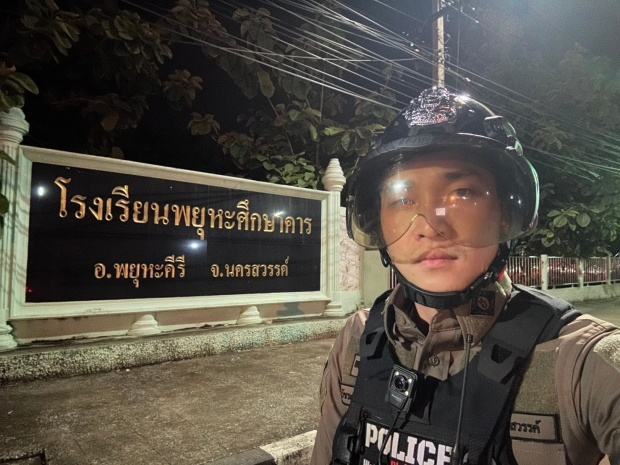 โรงเรียนพยุหะศึกษาคาร
อ.พยุหะคีรี จ.นครสวรรค์
POLICE
สวรรค์